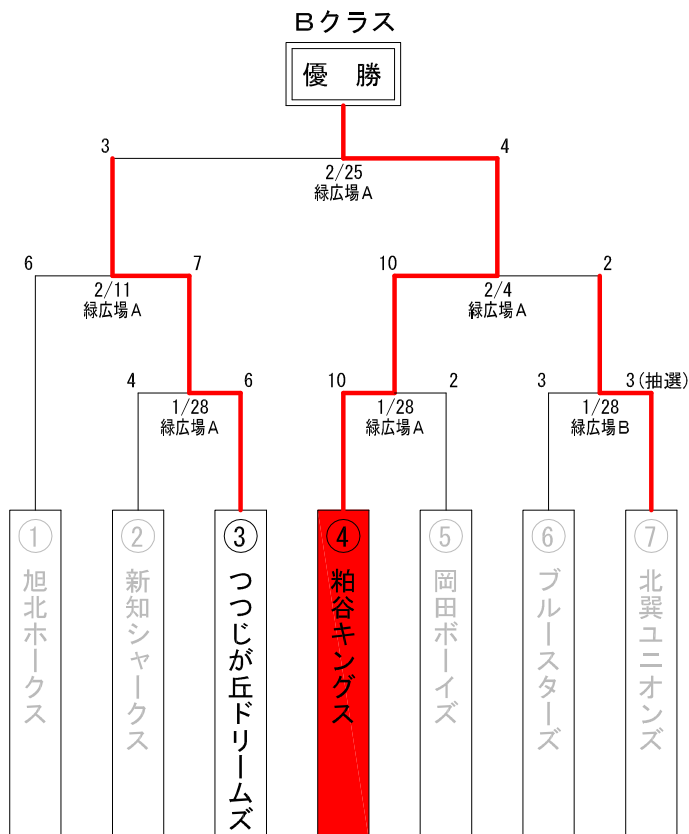 Bクラス
優 勝
3
4
2/25
緑広場A
6
7
10
2
2/11
緑広場A
2/4
緑広場A
4
6
10
2
3
3(抽選)
1/28
緑広場A
1/28
緑広場A
1/28
緑広場B
① 旭北ホークス
② 新知シャークス
③ つつじが丘ドリームズ
④ 粕谷キングス
⑤ 岡田ボーイズ
⑥ ブルースターズ
⑦ 北巽ユニオンズ